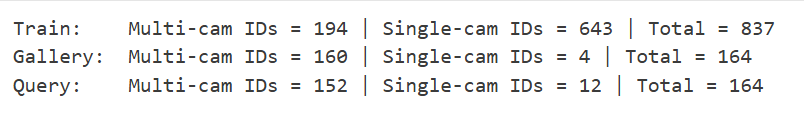 Train:    Multi-cam IDs = 194 | Single-cam IDs = 643 | Total = 837
Gallery:  Multi-cam IDs = 160 | Single-cam IDs = 4 | Total = 164
Query:    Multi-cam IDs = 152 | Single-cam IDs = 12 | Total = 164